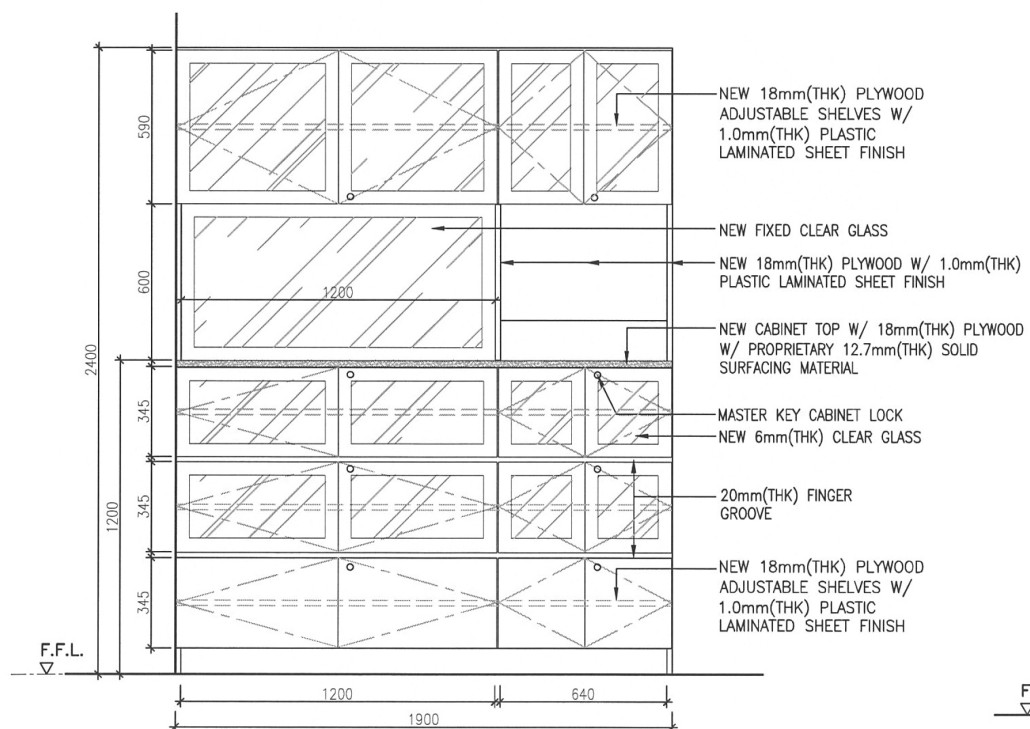 590
600
1200
2400
1200
345
345
345
F.F.L.
1200
640
1900
NEW 18mm(THK) PLYWOOD
ADJUSTABLE SHELVES W/
1.0mm(THK) PLASTIC
LAMINATED SHEET FINISH
NEW FIXED CLEAR GLASS
NEW 18mm(THK) PLYWOOD W/ 1.0mm(THK)
PLASTIC LAMINATED SHEET FINISH
NEW CABINET TOP W/ 18mm(THK) PLYWOOD
W/ PROPRIETARY 12.7mm(THK) SOLID
SURFACING MATERIAL
MASTER KEY CABINET LOCK
NEW 6mm(THK) CLEAR GLASS
20mm(THK) FINGER
GROOVE
NEW 18mm(THK) PLYWOOD
ADJUSTABLE SHELVES W/
1.0mm(THK) PLASTIC
LAMINATED SHEET FINISH
F